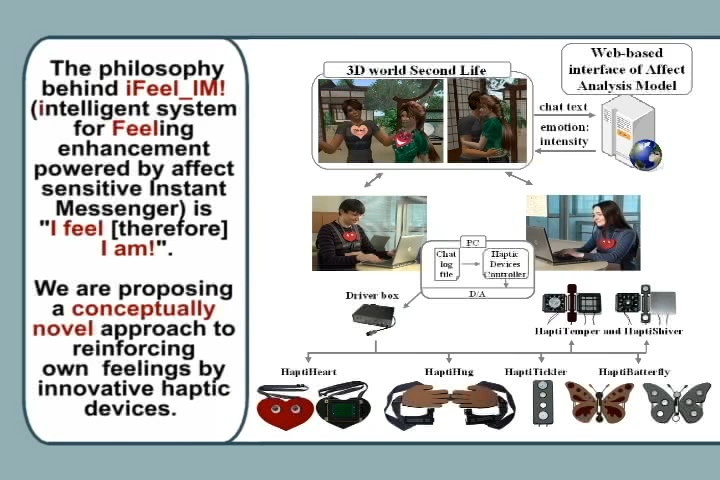 The philosophy
behind iFeel_IM!
(intelligent system
for Feeling
enhancement
powered by affect
sensitive Instant
Messenger) is
"I feel [therefore]
I am!".
We are proposing
a conceptually
novel approach to
reinforcing
own feelings by
innovative haptic
devices.
3D world Second Life
Web-based
interface of Affect
Analysis Model
chat text
emotion:
intensity
PC
Chat
log
file
Haptic
Devices
Controller
D/A
Driver box
HaptiTemper and HaptiShiver
HaptiHeart
HaptiHug
HaptiTickler
HaptiButterfly